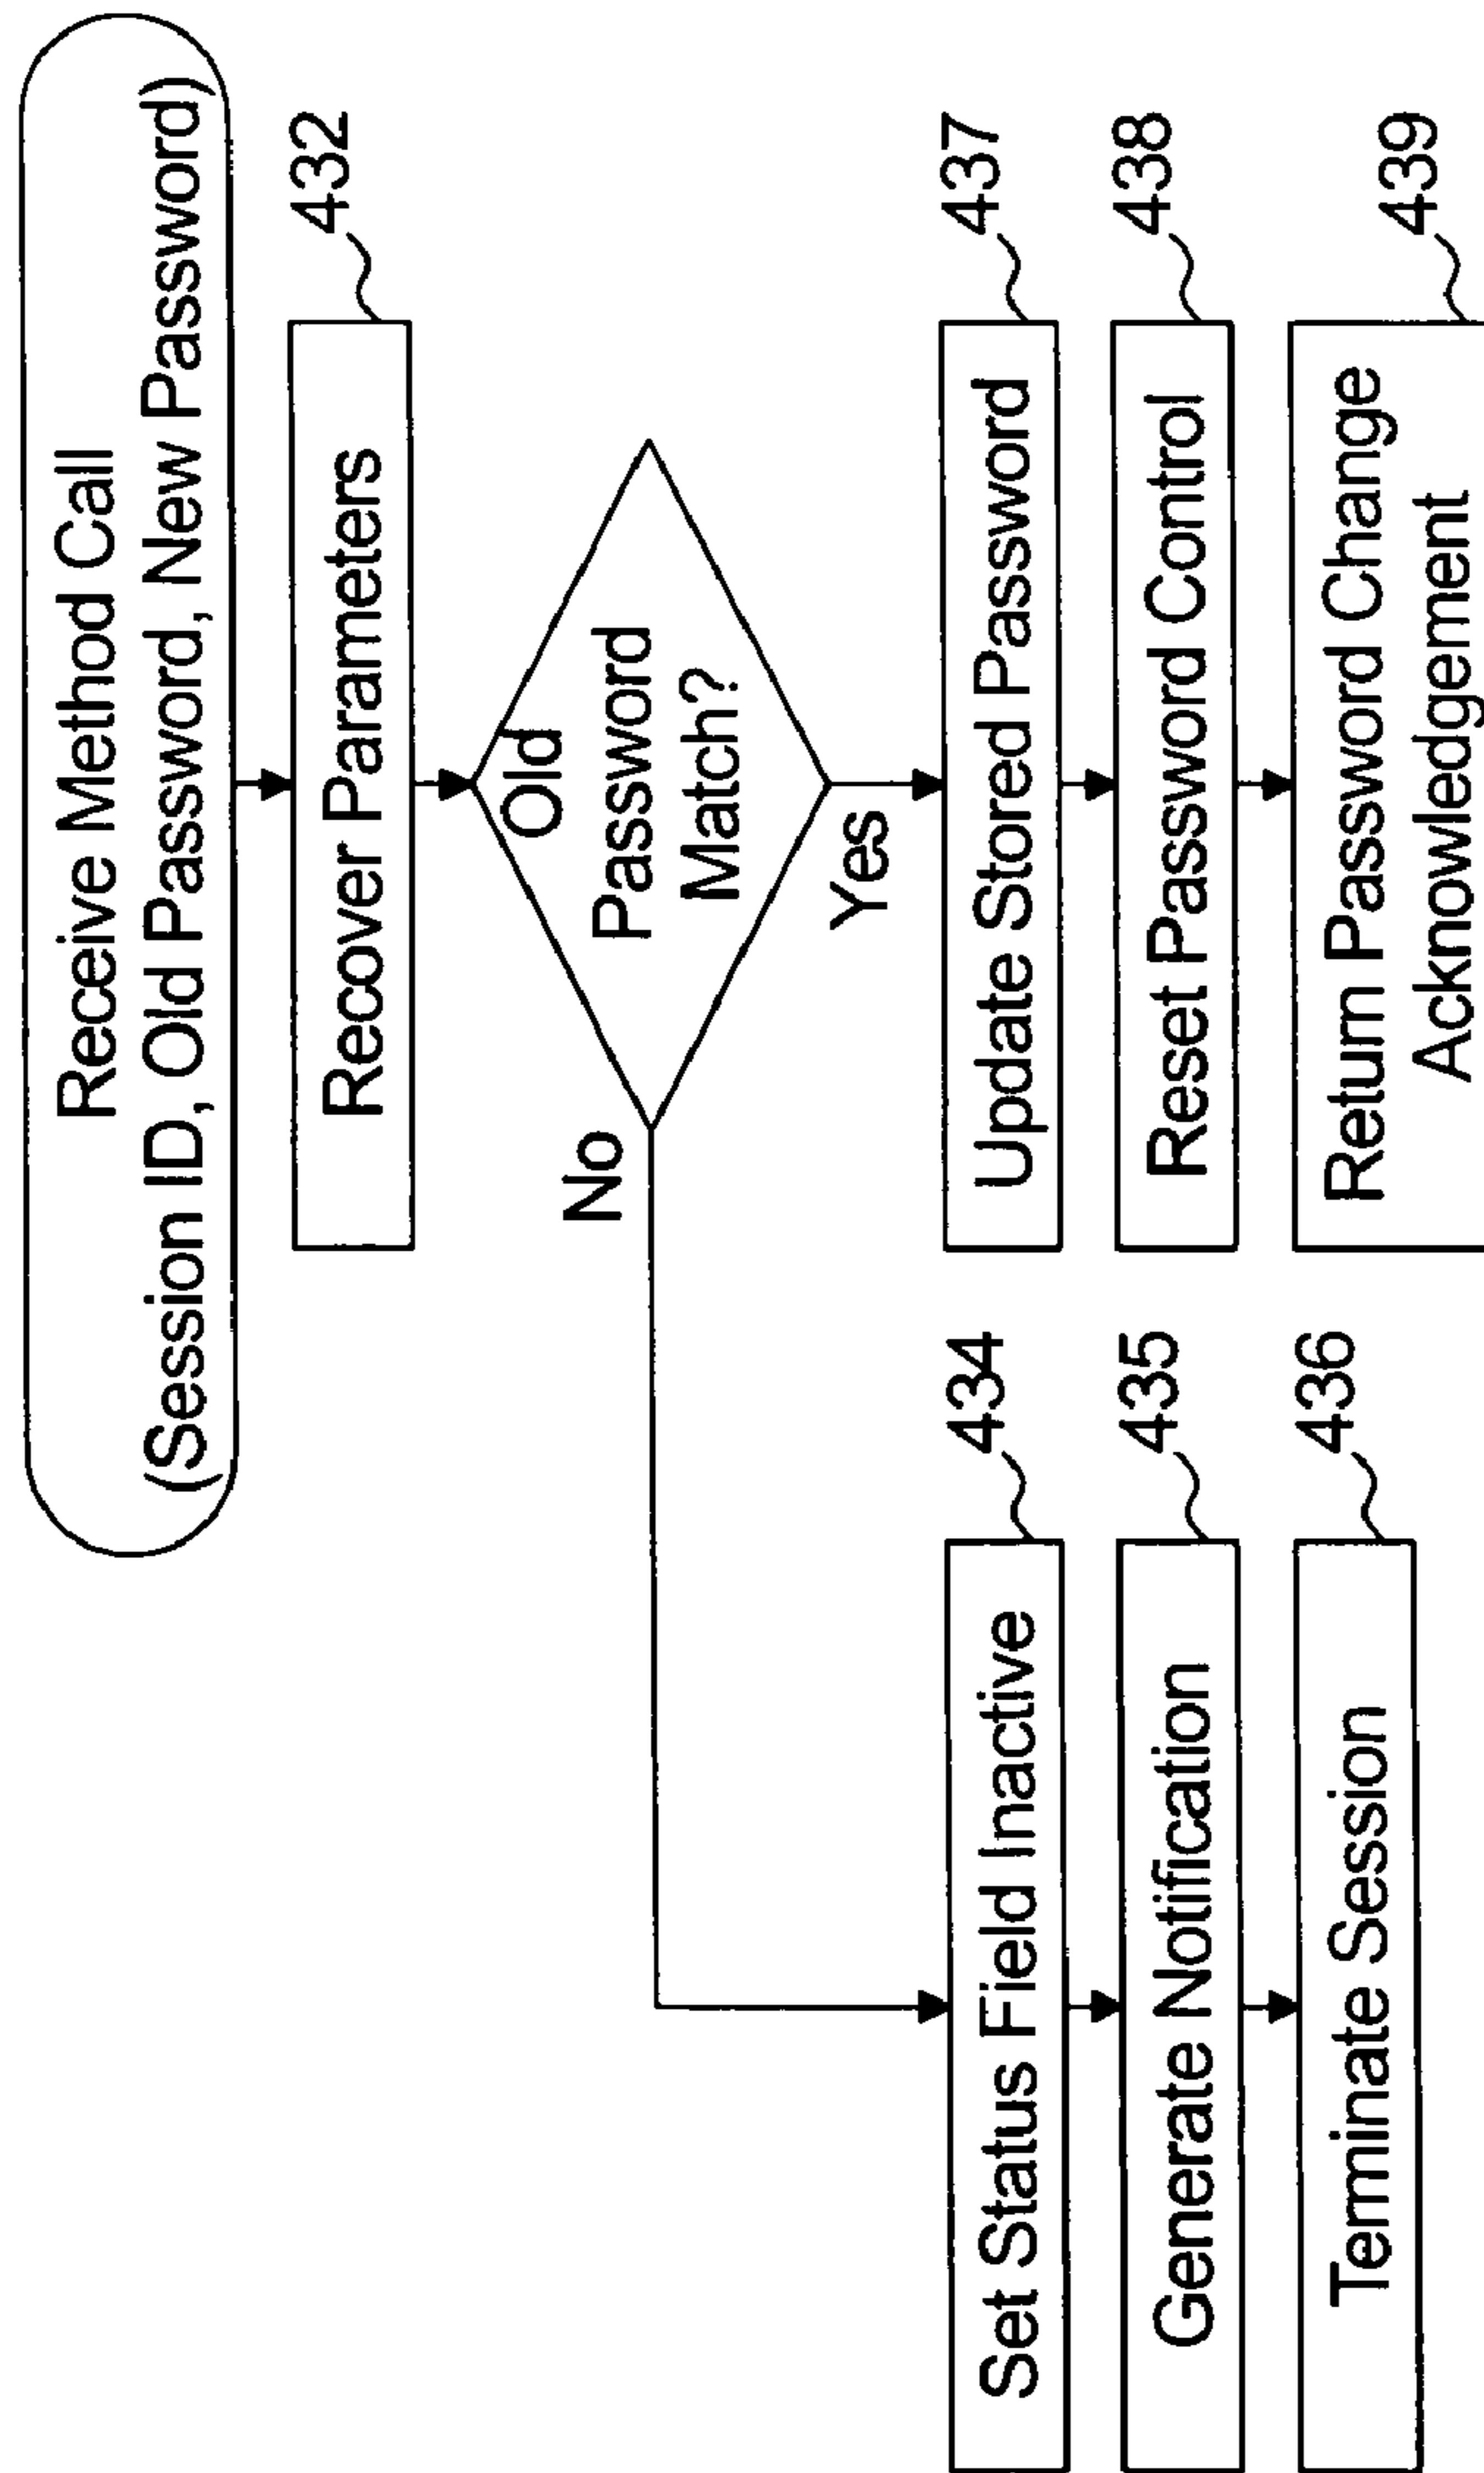 Receive Method Call
(Session ID, Old Password, New Password)
432
Recover Parameters
Old
Password
Match?
No
Yes
434
Set Status Field Inactive
435
Generate Notification
436
Terminate Session
437
Update Stored Password
438
Reset Password Control
439
Return Password Change
Acknowledgement